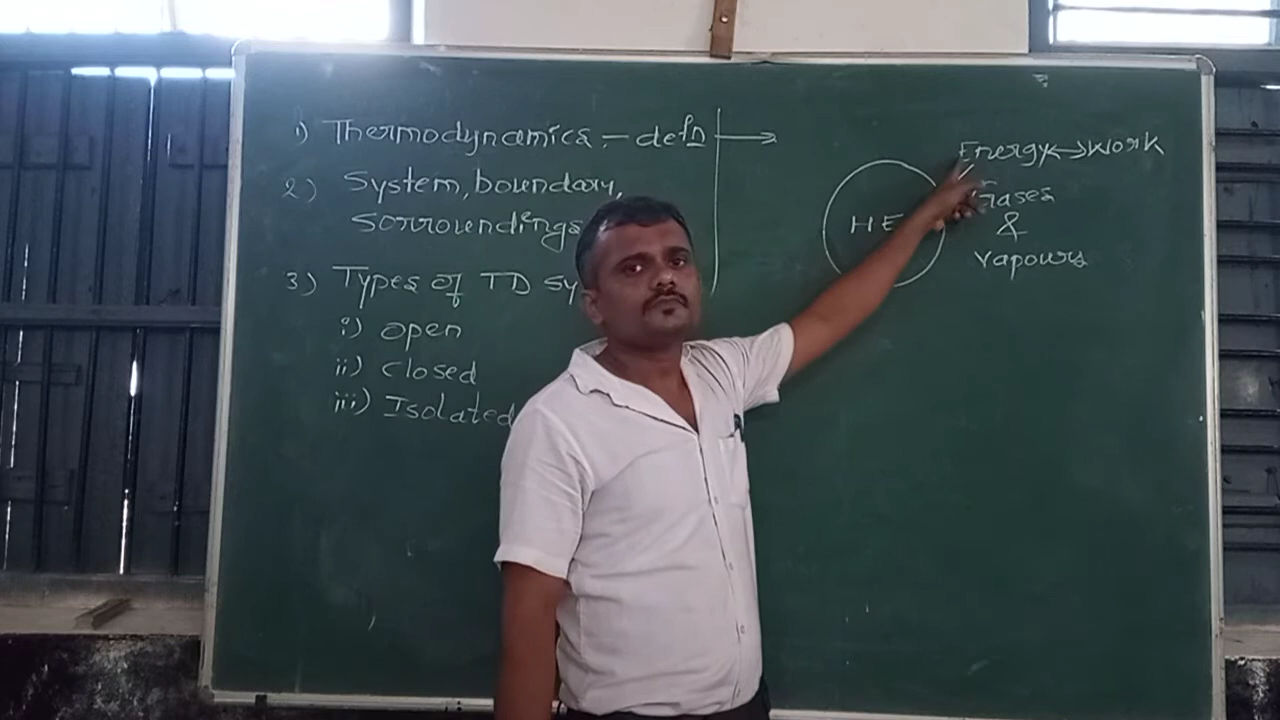 1) Thermodynamics :- defn →
2) System, boundary,
Sorroundings
3) Types of TD Sy
i) open
ii) closed
iii) Isolated
HE
Energy ↔ work
Gases
&
vapours